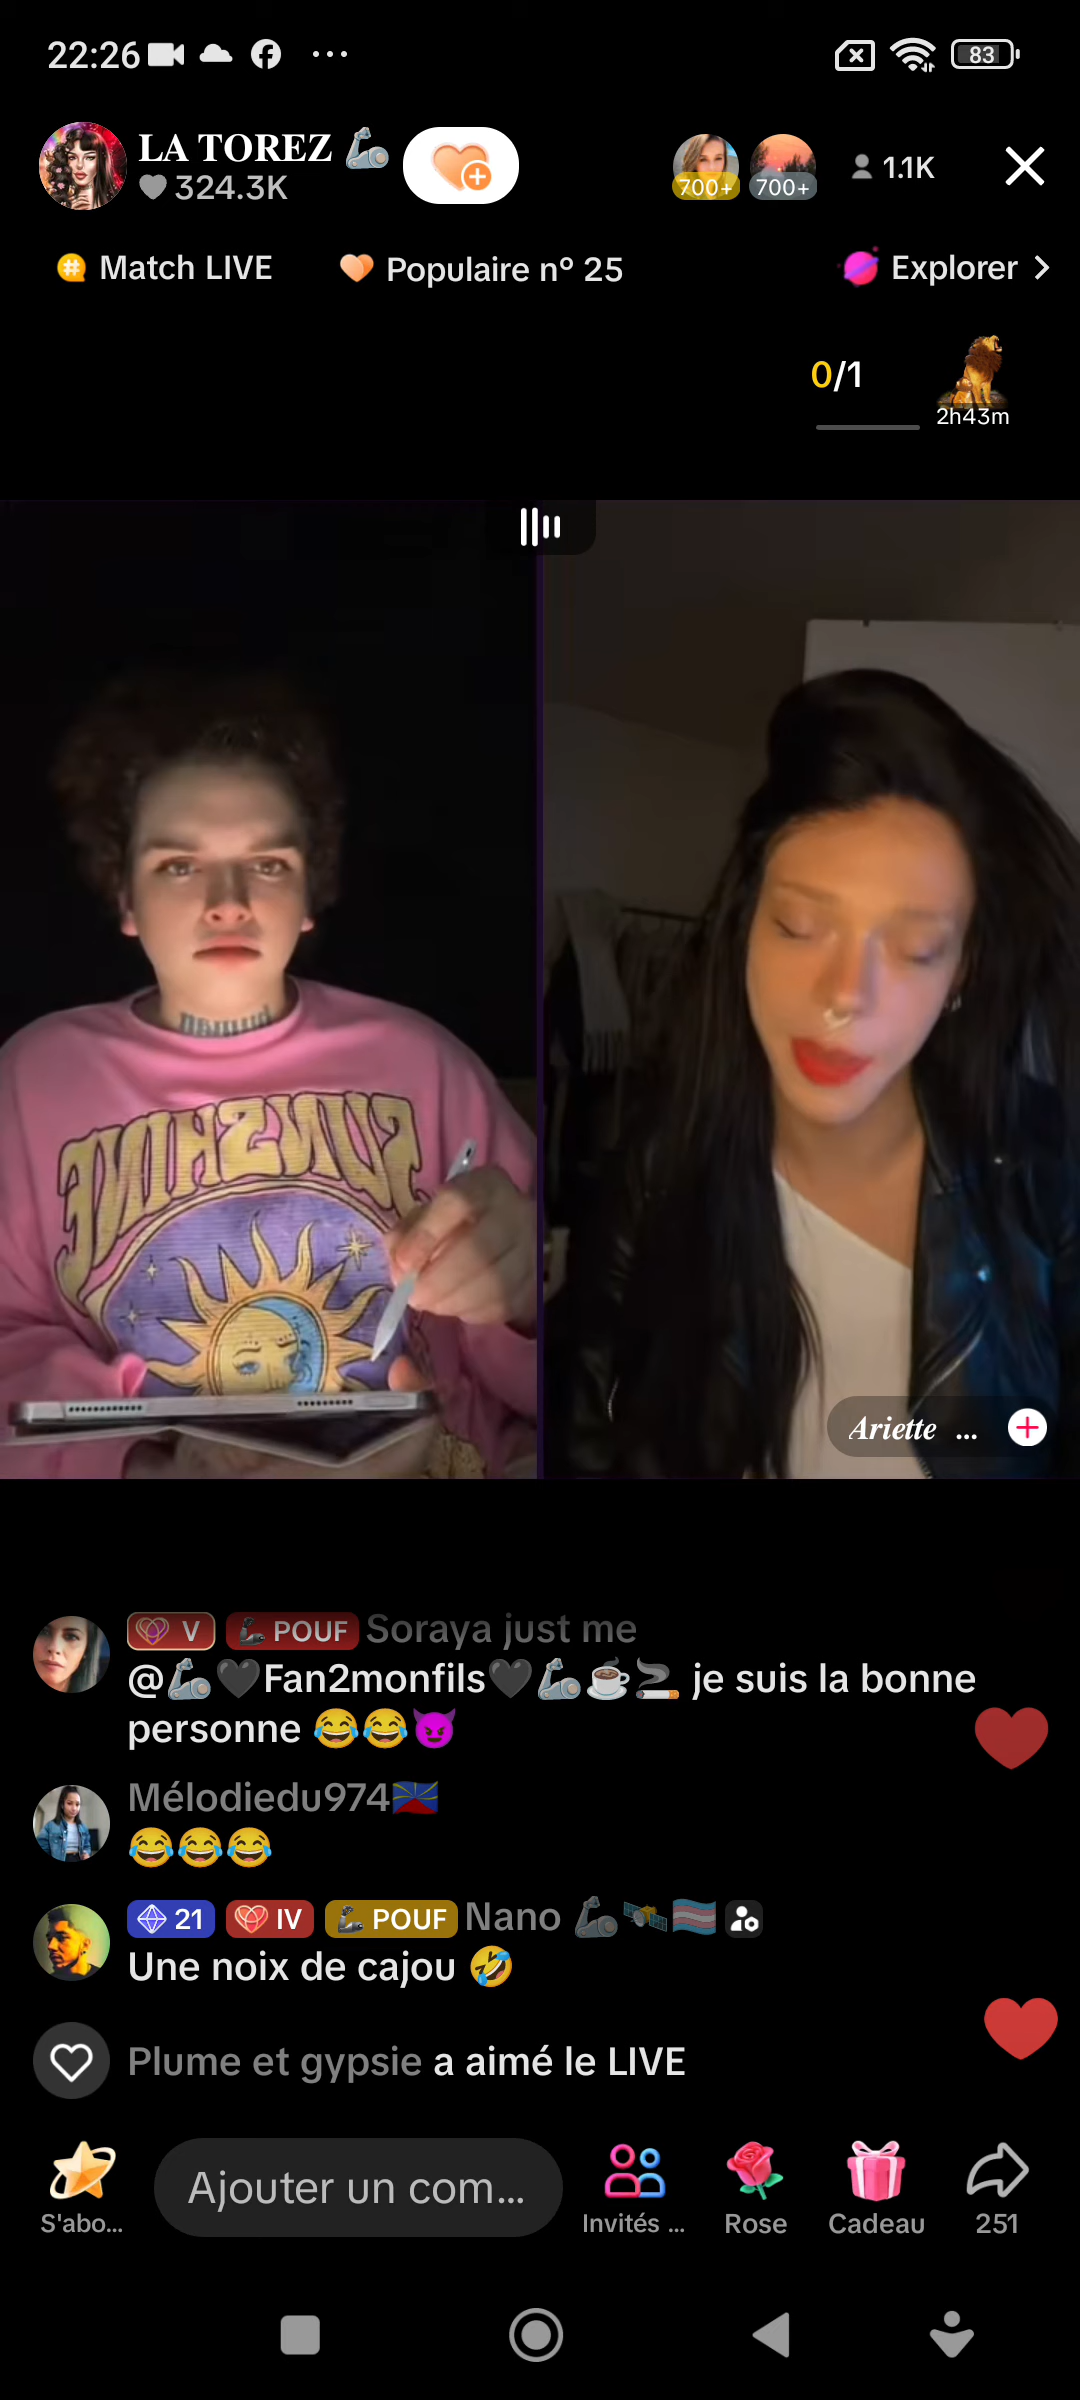 22:26
83
LA TOREZ 🦾
324.3K
700+
700+
1.1K
Match LIVE
Populaire n° 25
Explorer
0/1
2h43m
SUNSHINE
Ariette ...
V POUF Soraya just me
@🦾🖤Fan2monfils🖤🦾☕🚬 je suis la bonne
personne 😂😂😈
Mélodiedu974
😂😂😂
21 IV POUF Nano 🦾🛰️🏳️‍⚧️
Une noix de cajou 🤣
Plume et gypsie a aimé le LIVE
S'abo...
Ajouter un com...
Invités ...
Rose
Cadeau
251